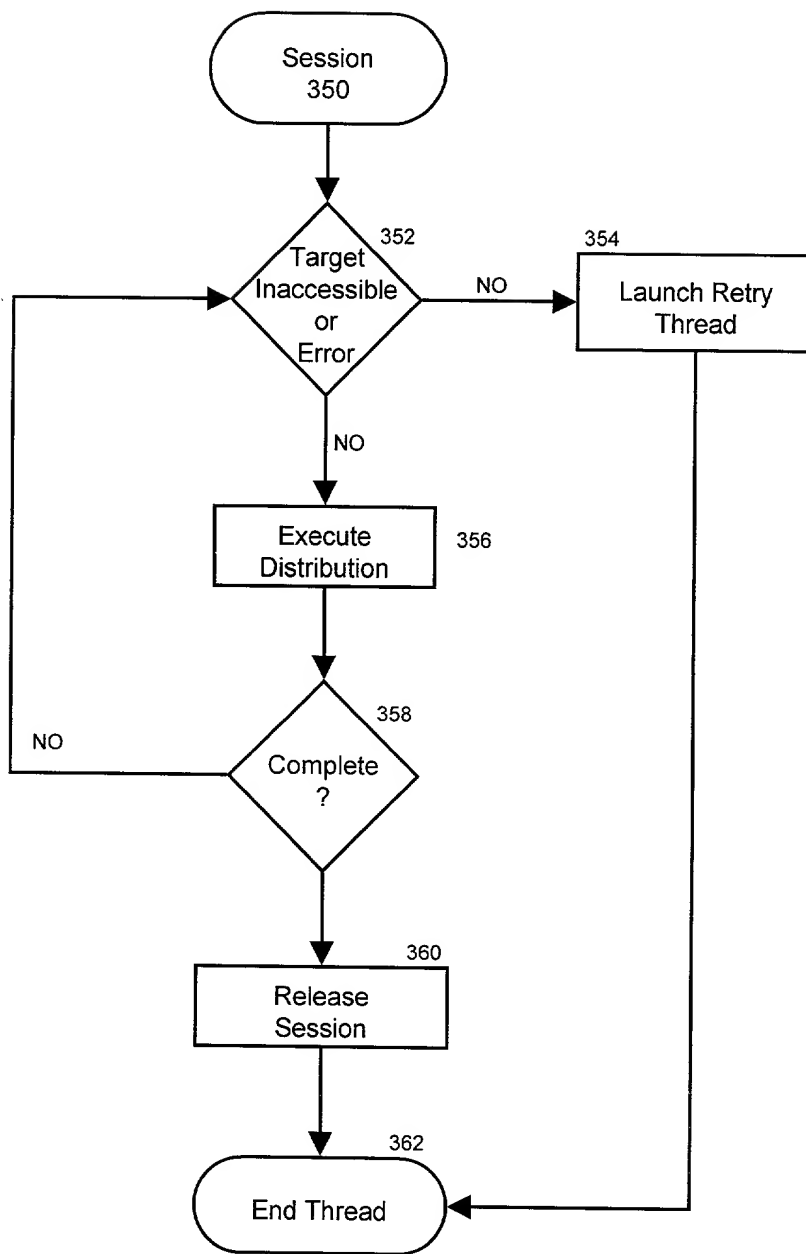 Session
350
352
Target
Inaccessible
or
Error
NO
354
Launch Retry
Thread
NO
Execute
Distribution
356
358
Complete
?
NO
360
Release
Session
362
End Thread